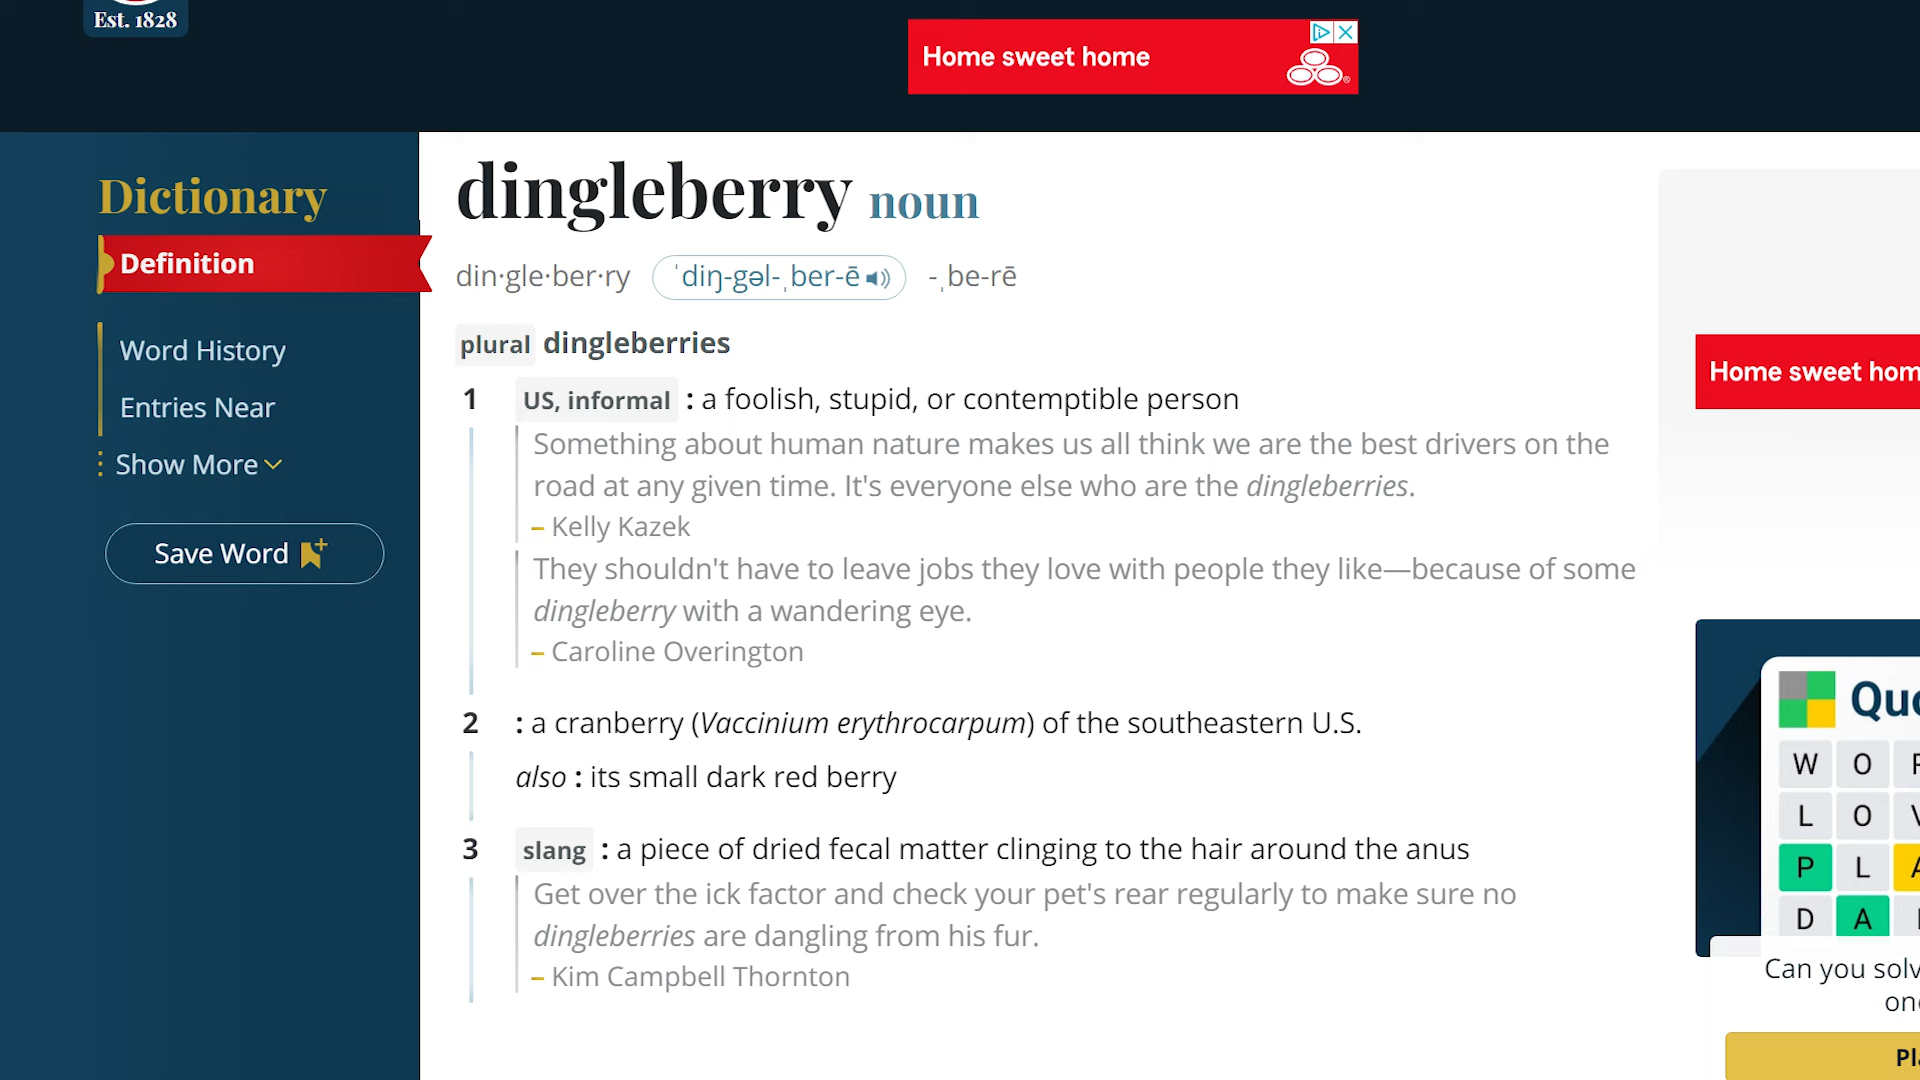 Est. 1828
Home sweet home
Dictionary
Definition
Word History
Entries Near
Show More
Save Word
dingleberry noun
din·gle·ber·ry ˈdiŋ-gəl-ˌber-ē -ˌbe-rē
plural dingleberries
1 US, informal : a foolish, stupid, or contemptible person
Something about human nature makes us all think we are the best drivers on the
road at any given time. It's everyone else who are the dingleberries.
– Kelly Kazek
They shouldn't have to leave jobs they love with people they like—because of some
dingleberry with a wandering eye.
– Caroline Overington
2 : a cranberry (Vaccinium erythrocarpum) of the southeastern U.S.
also : its small dark red berry
3 slang : a piece of dried fecal matter clinging to the hair around the anus
Get over the ick factor and check your pet's rear regularly to make sure no
dingleberries are dangling from his fur.
– Kim Campbell Thornton
Home sweet hom
Quo
W O
L O
P L A
D A
Can you solv
one
Pl